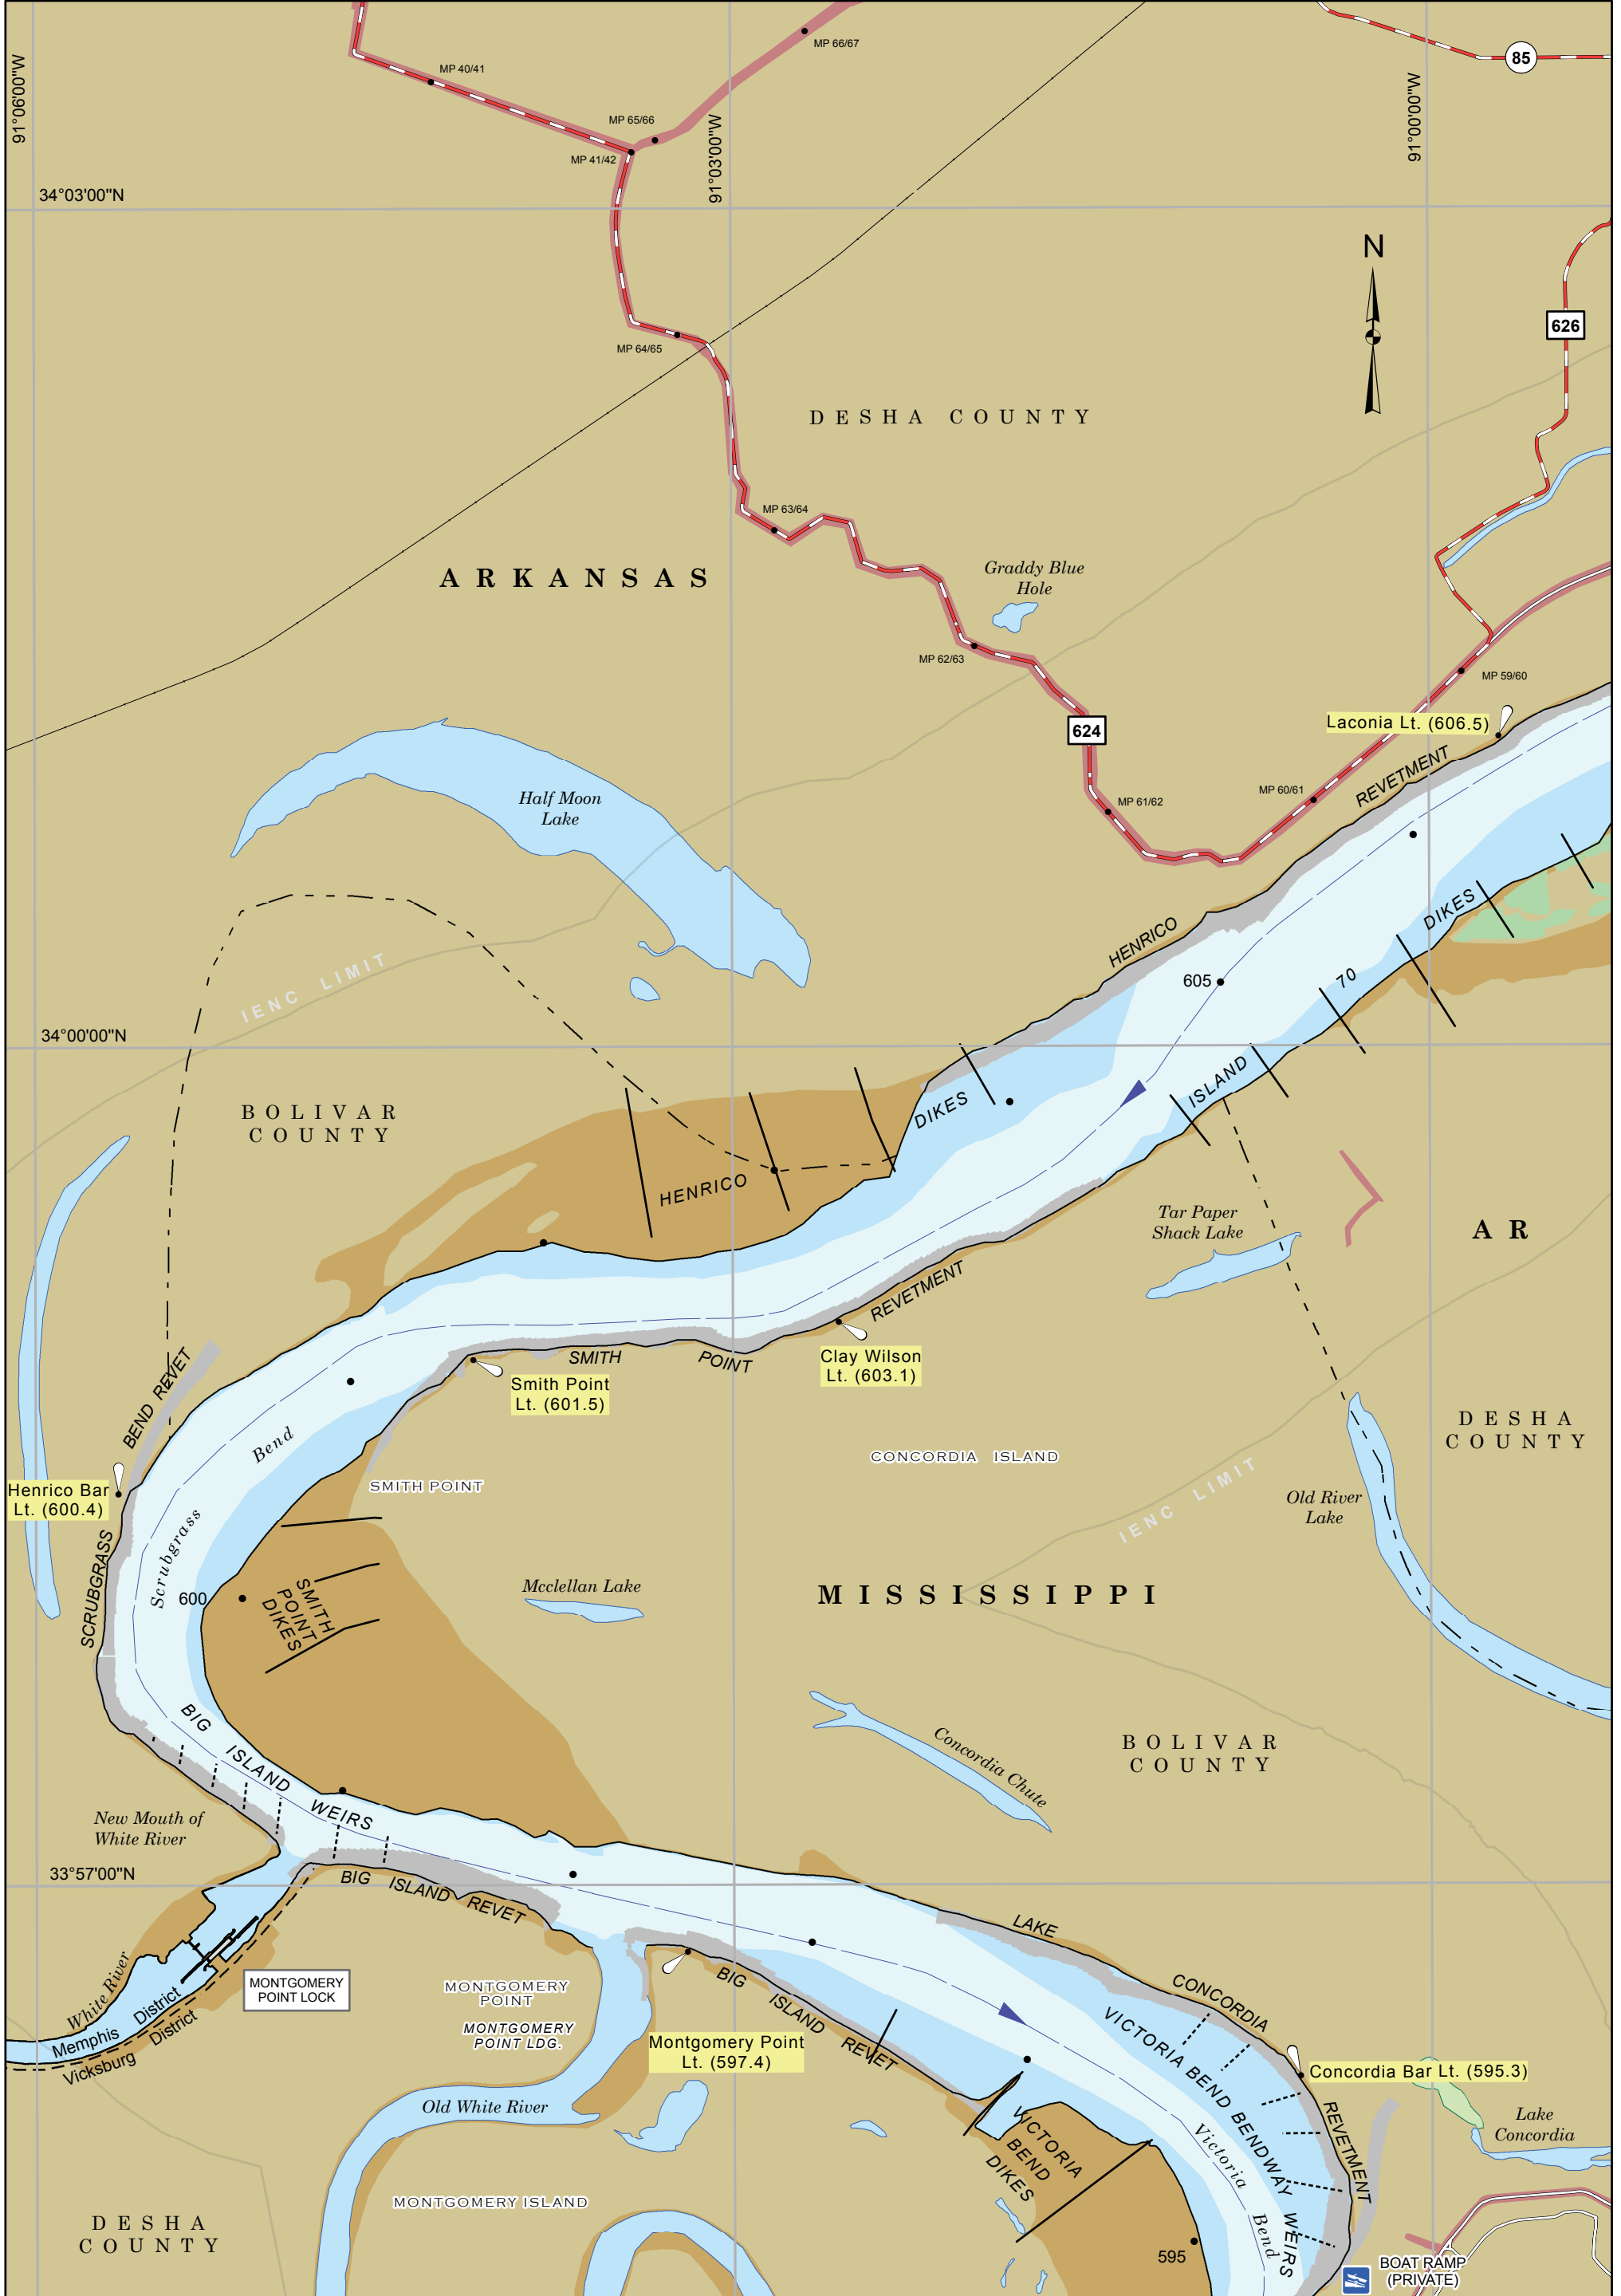 91°06'00"W
MP 66/67
85
MP 40/41
MP 65/66
MP 41/42
91°03'00"W
91°0'0'00"W
34°03'00"N
N
626
MP 64/65
DESHA COUNTY
MP 63/64
ARKANSAS
Graddy Blue
Hole
MP 62/63
MP 59/60
624
Laconia Lt. (606.5)
REVETMENT
Half Moon
Lake
MP 61/62
MP 60/61
HENRICO
DIKES
70
ISLAND
605
IENC LIMIT
34°00'00"N
BOLIVAR
COUNTY
DIKES
HENRICO
Tar Paper
Shack Lake
AR
REVETMENT
BEND REVET
SMITH
POINT
Clay Wilson
Lt. (603.1)
Smith Point
Lt. (601.5)
DESHA
COUNTY
Bend
Scrubgrass
CONCORDIA ISLAND
SMITH POINT
IENC LIMIT
Henrico Bar
Lt. (600.4)
SCRUBGRASS
Old River
Lake
600
SMITH
POINT
DIKES
Mcclellan Lake
MISSISSIPPI
BIG
ISLAND
WEIRS
Concordia Chute
BOLIVAR
COUNTY
New Mouth of
White River
33°57'00"N
BIG ISLAND REVET
LAKE
CONCORDIA
REVETMENT
White River
MONTGOMERY
POINT LOCK
Memphis District
Vicksburg District
MONTGOMERY
POINT
MONTGOMERY
POINT LDG.
BIG ISLAND REVET
Montgomery Point
Lt. (597.4)
VICTORIA BEND BENDWAY WEIRS
Concordia Bar Lt. (595.3)
Old White River
VICTORIA
BEND
DIKES
Victoria Bend
Lake
Concordia
MONTGOMERY ISLAND
DESHA
COUNTY
595
BOAT RAMP
(PRIVATE)